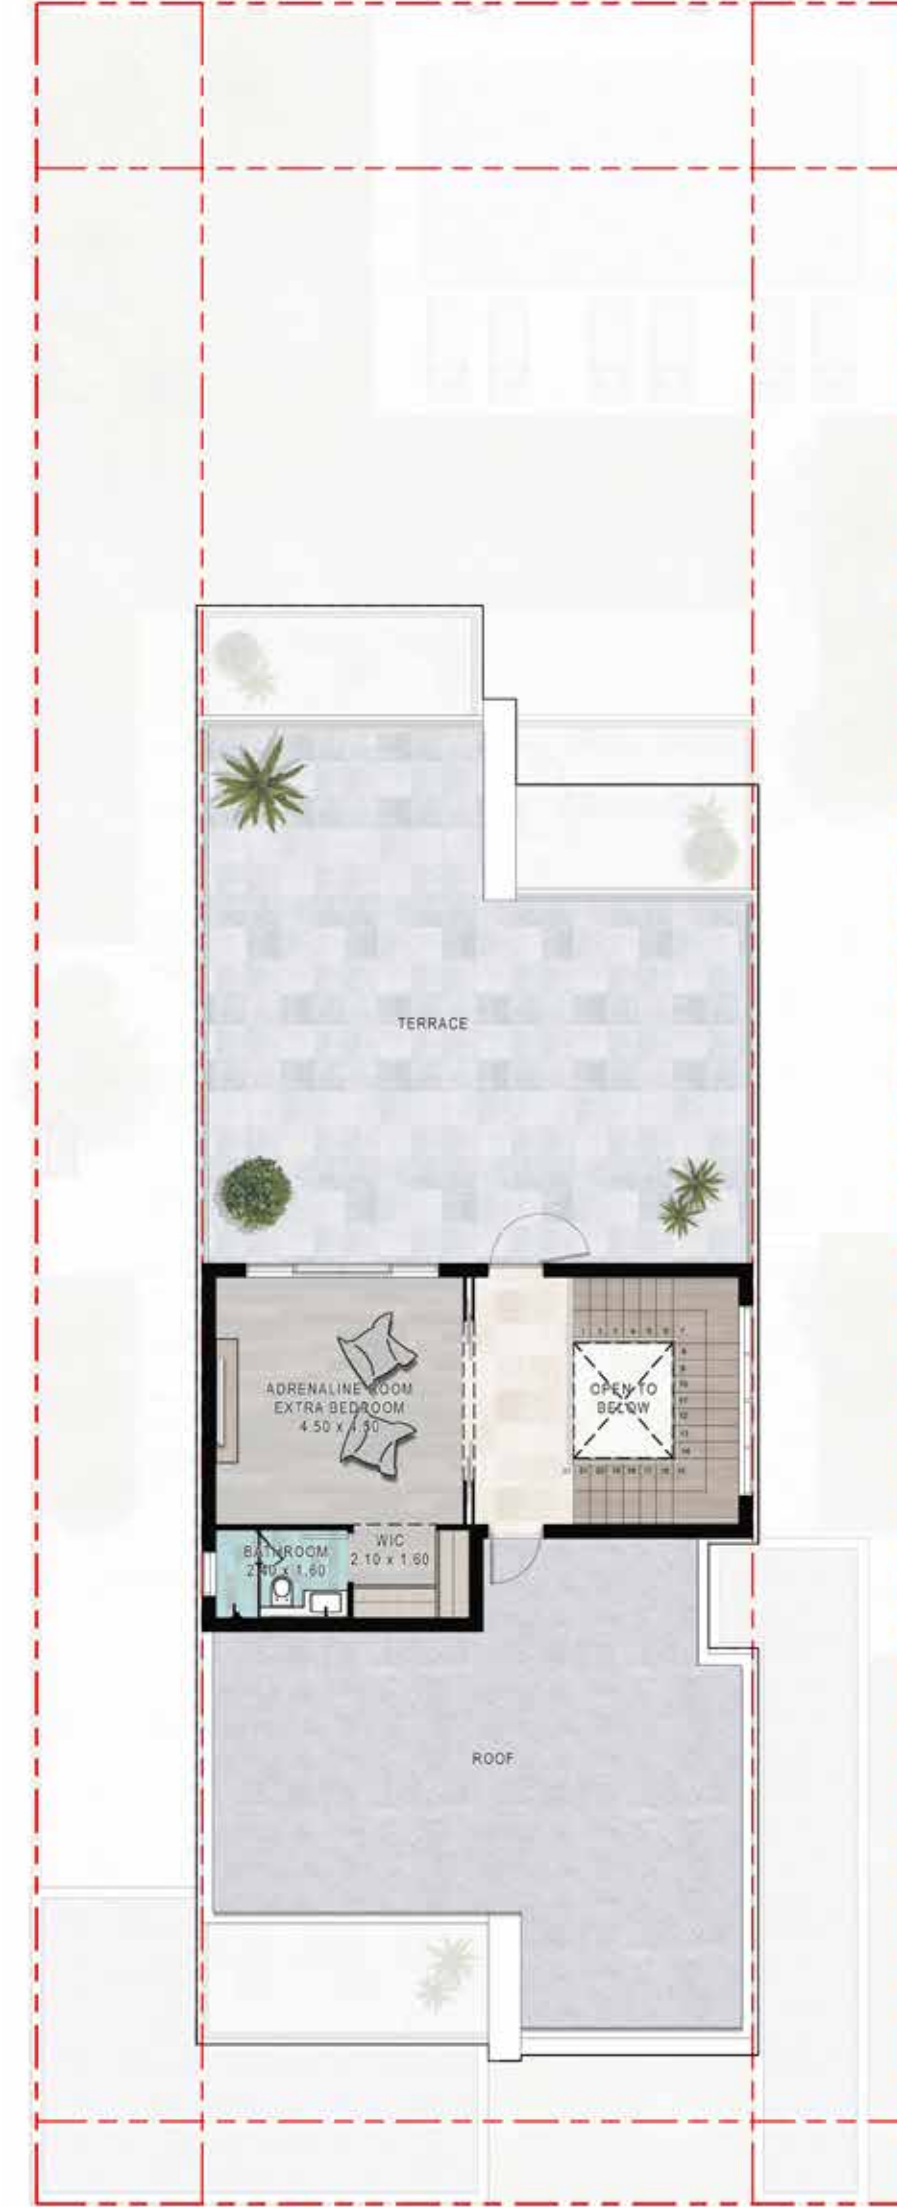 TERRACE
ADRENALINE ROOM
EXTRA BEDROOM
4.50 x 4.50
OPEN TO
BELOW
BATHROOM
2.40 x 1.60
WIC
2.10 x 1.60
ROOF